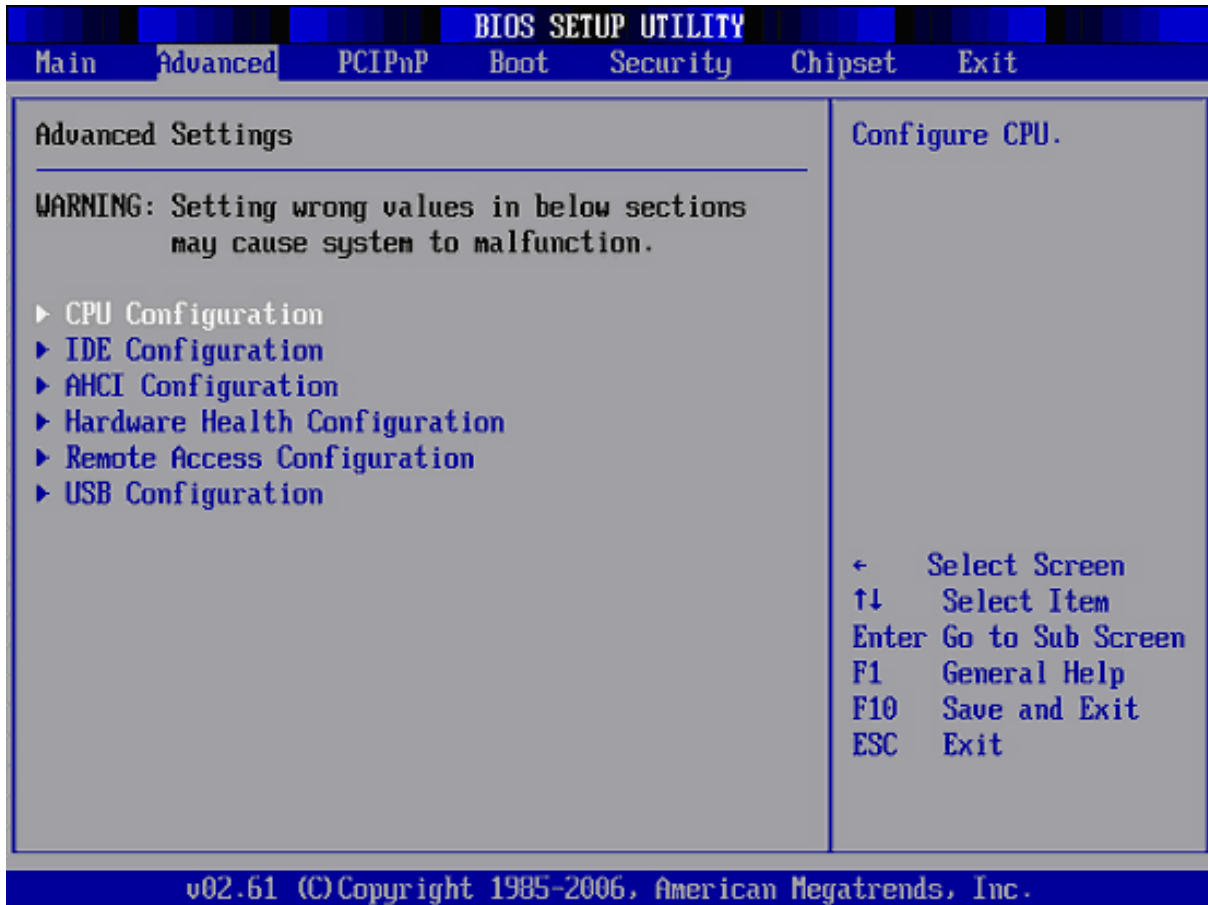 BIOS SETUP UTILITY
Main Advanced PCIPnP Boot Security Chipset Exit
Advanced Settings
WARNING: Setting wrong values in below sections
may cause system to malfunction.
▶ CPU Configuration
▶ IDE Configuration
▶ AHCI Configuration
▶ Hardware Health Configuration
▶ Remote Access Configuration
▶ USB Configuration
Configure CPU.
← Select Screen
↑↓ Select Item
Enter Go to Sub Screen
F1 General Help
F10 Save and Exit
ESC Exit
v02.61 (C)Copyright 1985-2006, American Megatrends, Inc.